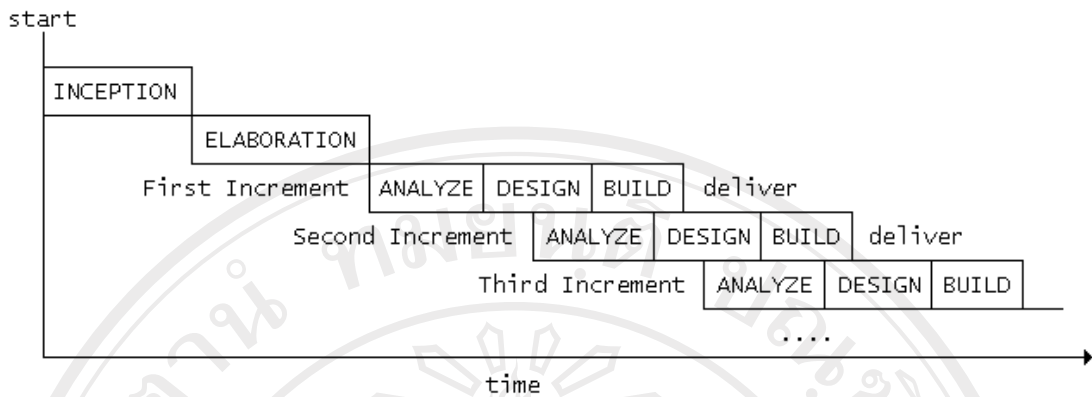 start
INCEPTION
ELABORATION
First Increment ANALYZE DESIGN BUILD deliver
Second Increment ANALYZE DESIGN BUILD deliver
Third Increment ANALYZE DESIGN BUILD
....
time